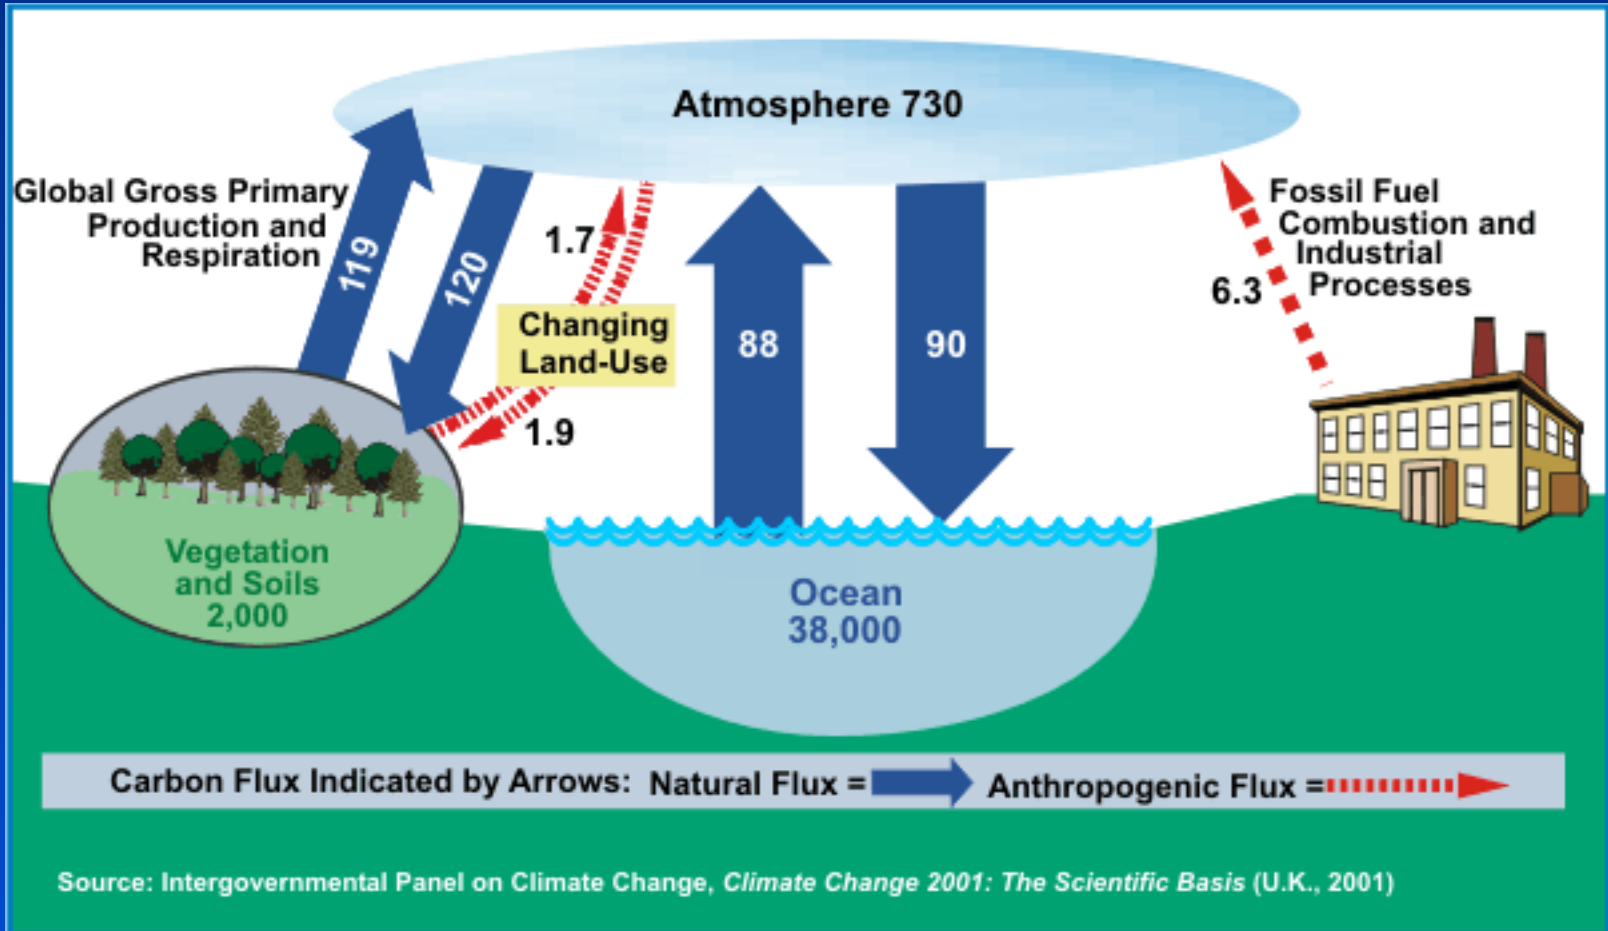 Atmosphere 730
Global Gross Primary
Production and
Respiration
119
120
1.7
Changing
Land-Use
1.9
88
90
Fossil Fuel
Combustion and
Industrial
Processes
6.3
Vegetation
and Soils
2,000
Ocean
38,000
Carbon Flux Indicated by Arrows: Natural Flux = Anthropogenic Flux =
Source: Intergovernmental Panel on Climate Change, Climate Change 2001: The Scientific Basis (U.K., 2001)